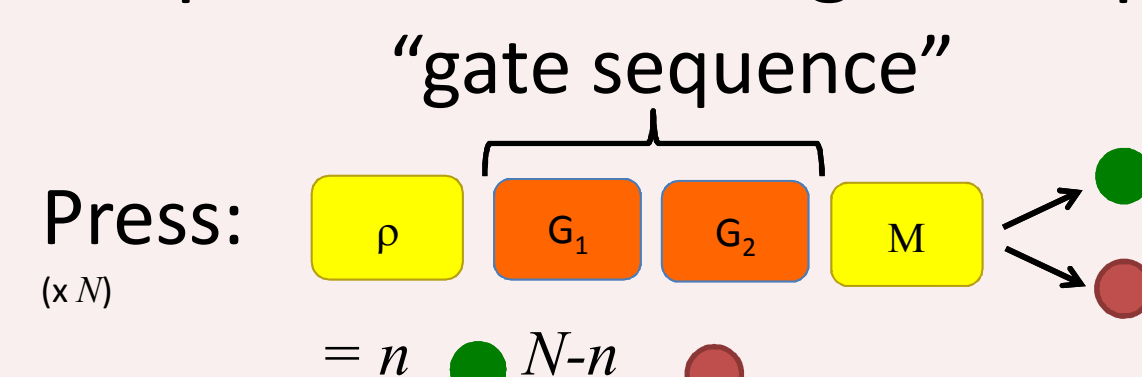 “gate sequence”
Press: ρ G₁ G₂ M
(x N)
= n N-n